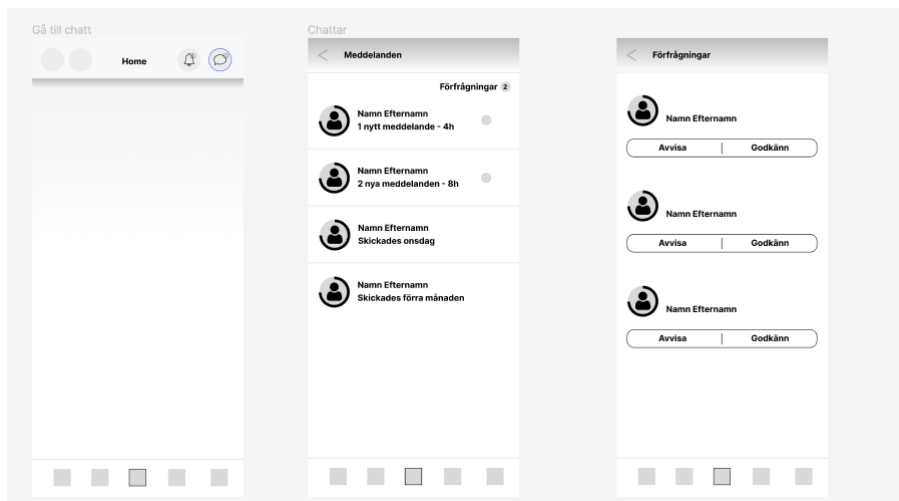 Gå till chatt
Home
Chattar
Meddelanden
Förfrågningar 2
Namn Efternamn
1 nytt meddelande - 4h
Namn Efternamn
2 nya meddelanden - 8h
Namn Efternamn
Skickades onsdag
Namn Efternamn
Skickades förra månaden
Förfrågningar
Namn Efternamn
Avvisa | Godkänn
Namn Efternamn
Avvisa | Godkänn
Namn Efternamn
Avvisa | Godkänn